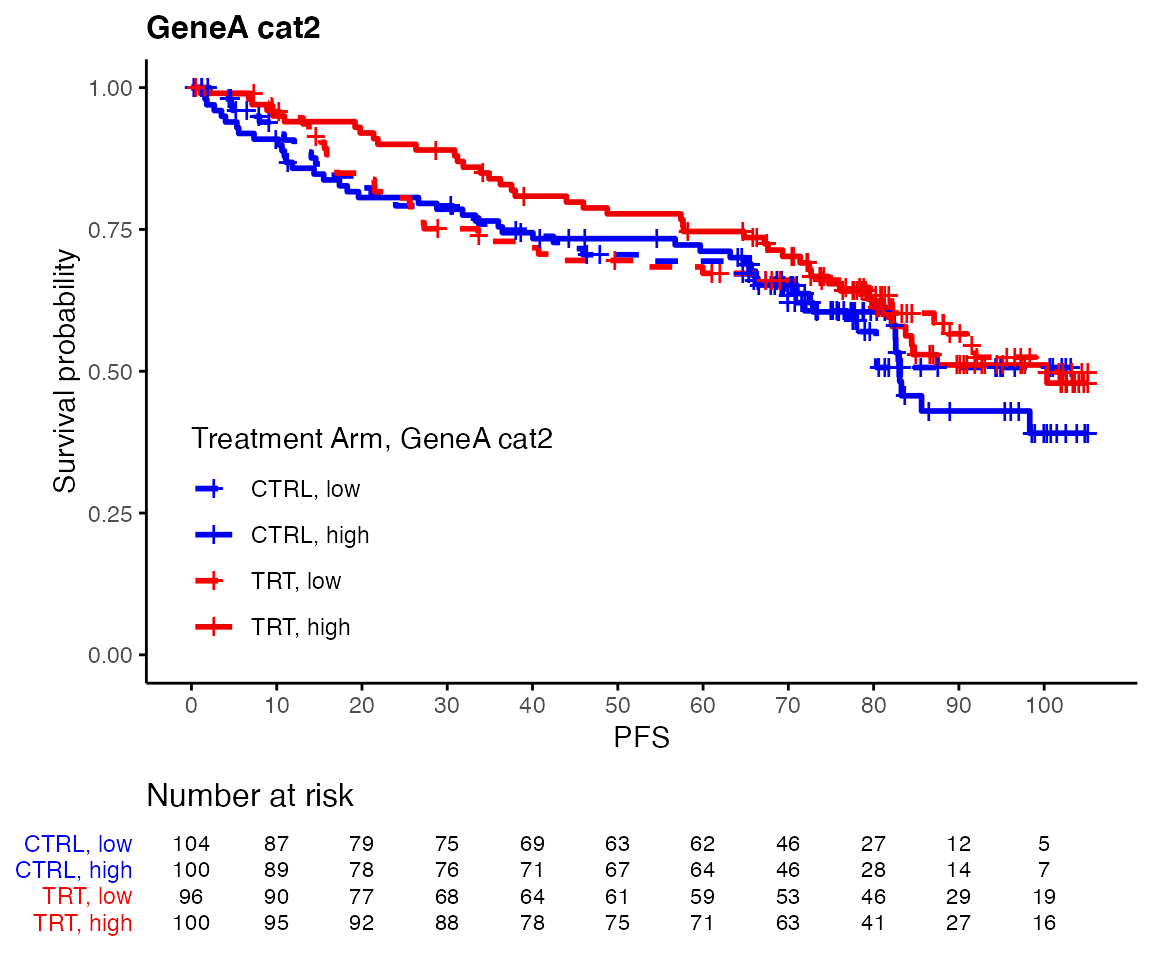 GeneA cat2
Survival probability
1.00
0.75
0.50
0.25
0.00
Treatment Arm, GeneA cat2
CTRL, low
CTRL, high
TRT, low
TRT, high
0 10 20 30 40 50 60 70 80 90 100
PFS
Number at risk
CTRL, low 104 87 79 75 69 63 62 46 27 12 5
CTRL, high 100 89 78 76 71 67 64 46 28 14 7
TRT, low 96 90 77 68 64 61 59 53 46 29 19
TRT, high 100 95 92 88 78 75 71 63 41 27 16